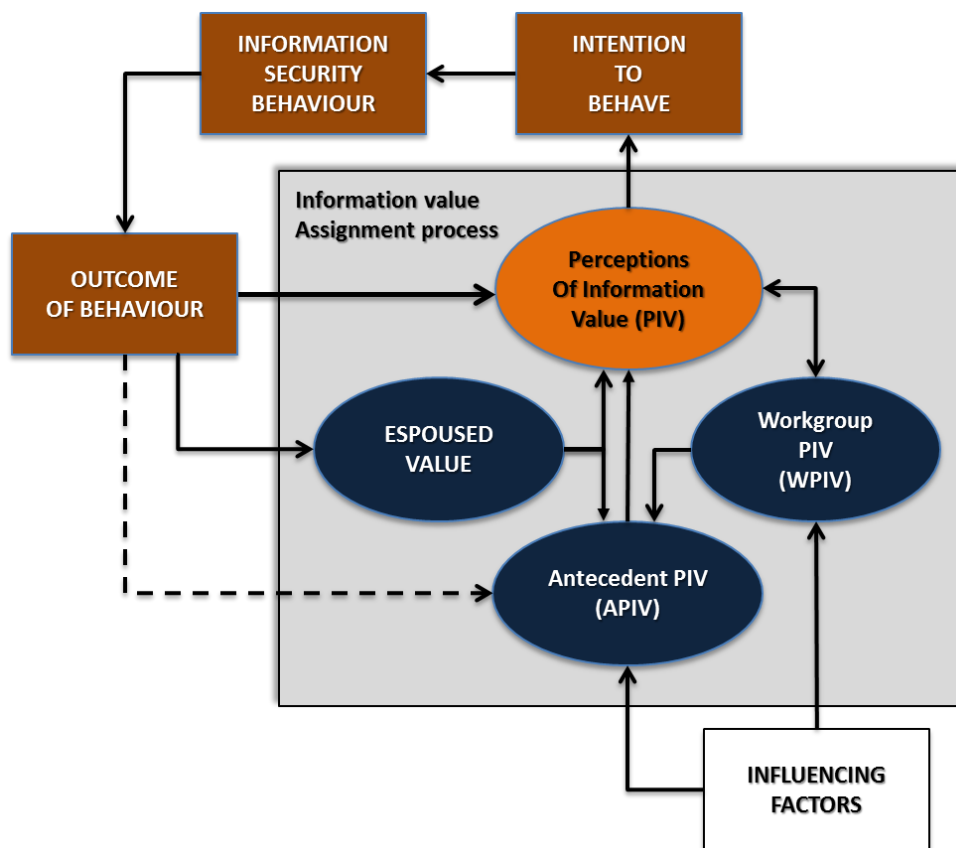 INFORMATION
SECURITY
BEHAVIOUR
INTENTION
TO
BEHAVE
Information value
Assignment process
Perceptions
Of Information
Value (PIV)
OUTCOME
OF BEHAVIOUR
ESPOUSED
VALUE
Workgroup
PIV
(WPIV)
Antecedent PIV
(APIV)
INFLUENCING
FACTORS